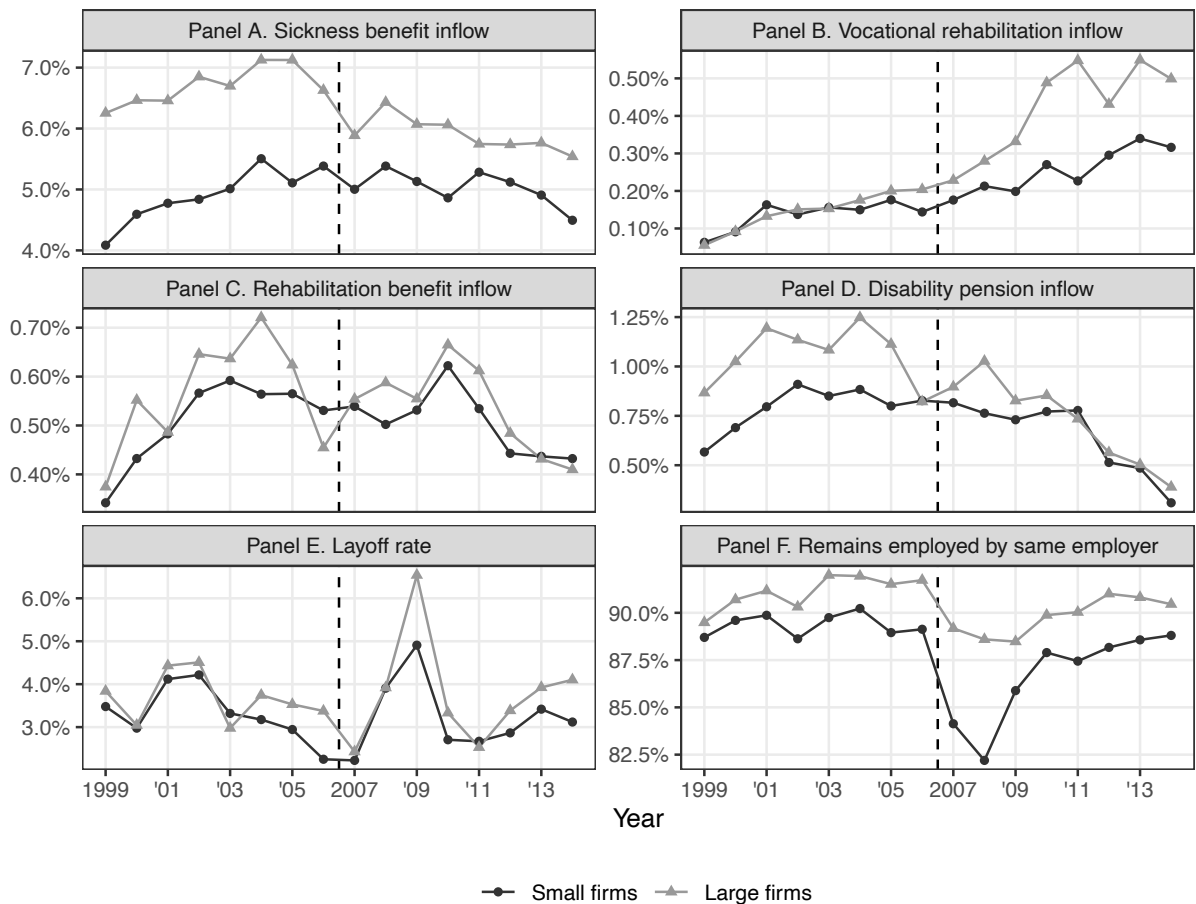 Panel A. Sickness benefit inflow
7.0%
6.0%
5.0%
4.0%
Panel B. Vocational rehabilitation inflow
0.50%
0.40%
0.30%
0.20%
0.10%
Panel C. Rehabilitation benefit inflow
0.70%
0.60%
0.50%
0.40%
Panel D. Disability pension inflow
1.25%
1.00%
0.75%
0.50%
Panel E. Layoff rate
6.0%
5.0%
4.0%
3.0%
1999 '01 '03 '05 2007 '09 '11 '13
Panel F. Remains employed by same employer
90.0%
87.5%
85.0%
82.5%
1999 '01 '03 '05 2007 '09 '11 '13
Year
Small firms Large firms